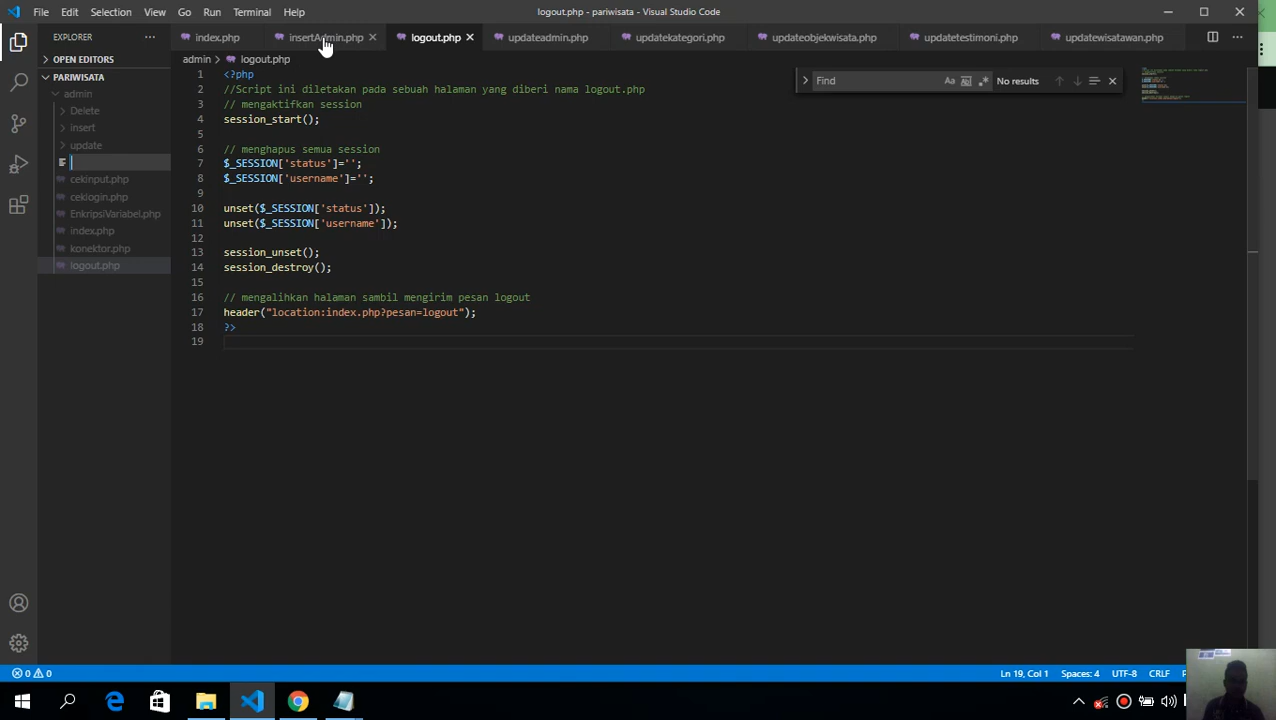 File Edit Selection View Go Run Terminal Help
logout.php - pariwisata - Visual Studio Code
EXPLORER
index.php insertAdmin.php logout.php updateadmin.php updatekategori.php updateobjekwisata.php updatetestimoni.php updatewisatawan.php
OPEN EDITORS
admin > logout.php
PARIWISATA
admin
Delete
insert
update
cekinput.php
ceklogin.php
EnkripsiVariabel.php
index.php
konektor.php
logout.php
Find
Aa
No results
1 <?php
2 //Script ini diletakan pada sebuah halaman yang diberi nama logout.php
3 // mengaktifkan session
4 session_start();
5
6 // menghapus semua session
7 $_SESSION['status']='';
8 $_SESSION['username']='';
9
10 unset($_SESSION['status']);
11 unset($_SESSION['username']);
12
13 session_unset();
14 session_destroy();
15
16 // mengalihkan halaman sambil mengirim pesan logout
17 header("location:index.php?pesan=logout");
18 ?>
19
0 0
Ln 19, Col 1 Spaces: 4 UTF-8 CRLF